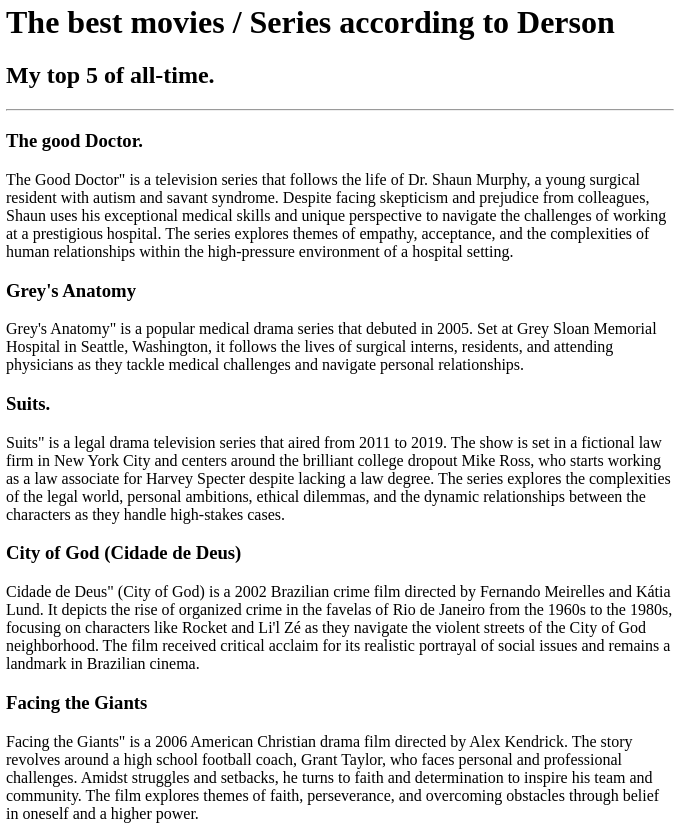 The best movies / Series according to Derson
My top 5 of all-time.
The good Doctor.
The Good Doctor" is a television series that follows the life of Dr. Shaun Murphy, a young surgical
resident with autism and savant syndrome. Despite facing skepticism and prejudice from colleagues,
Shaun uses his exceptional medical skills and unique perspective to navigate the challenges of working
at a prestigious hospital. The series explores themes of empathy, acceptance, and the complexities of
human relationships within the high-pressure environment of a hospital setting.
Grey's Anatomy
Grey's Anatomy" is a popular medical drama series that debuted in 2005. Set at Grey Sloan Memorial
Hospital in Seattle, Washington, it follows the lives of surgical interns, residents, and attending
physicians as they tackle medical challenges and navigate personal relationships.
Suits.
Suits" is a legal drama television series that aired from 2011 to 2019. The show is set in a fictional law
firm in New York City and centers around the brilliant college dropout Mike Ross, who starts working
as a law associate for Harvey Specter despite lacking a law degree. The series explores the complexities
of the legal world, personal ambitions, ethical dilemmas, and the dynamic relationships between the
characters as they handle high-stakes cases.
City of God (Cidade de Deus)
Cidade de Deus" (City of God) is a 2002 Brazilian crime film directed by Fernando Meirelles and Kátia
Lund. It depicts the rise of organized crime in the favelas of Rio de Janeiro from the 1960s to the 1980s,
focusing on characters like Rocket and Li'l Zé as they navigate the violent streets of the City of God
neighborhood. The film received critical acclaim for its realistic portrayal of social issues and remains a
landmark in Brazilian cinema.
Facing the Giants
Facing the Giants" is a 2006 American Christian drama film directed by Alex Kendrick. The story
revolves around a high school football coach, Grant Taylor, who faces personal and professional
challenges. Amidst struggles and setbacks, he turns to faith and determination to inspire his team and
community. The film explores themes of faith, perseverance, and overcoming obstacles through belief
in oneself and a higher power.